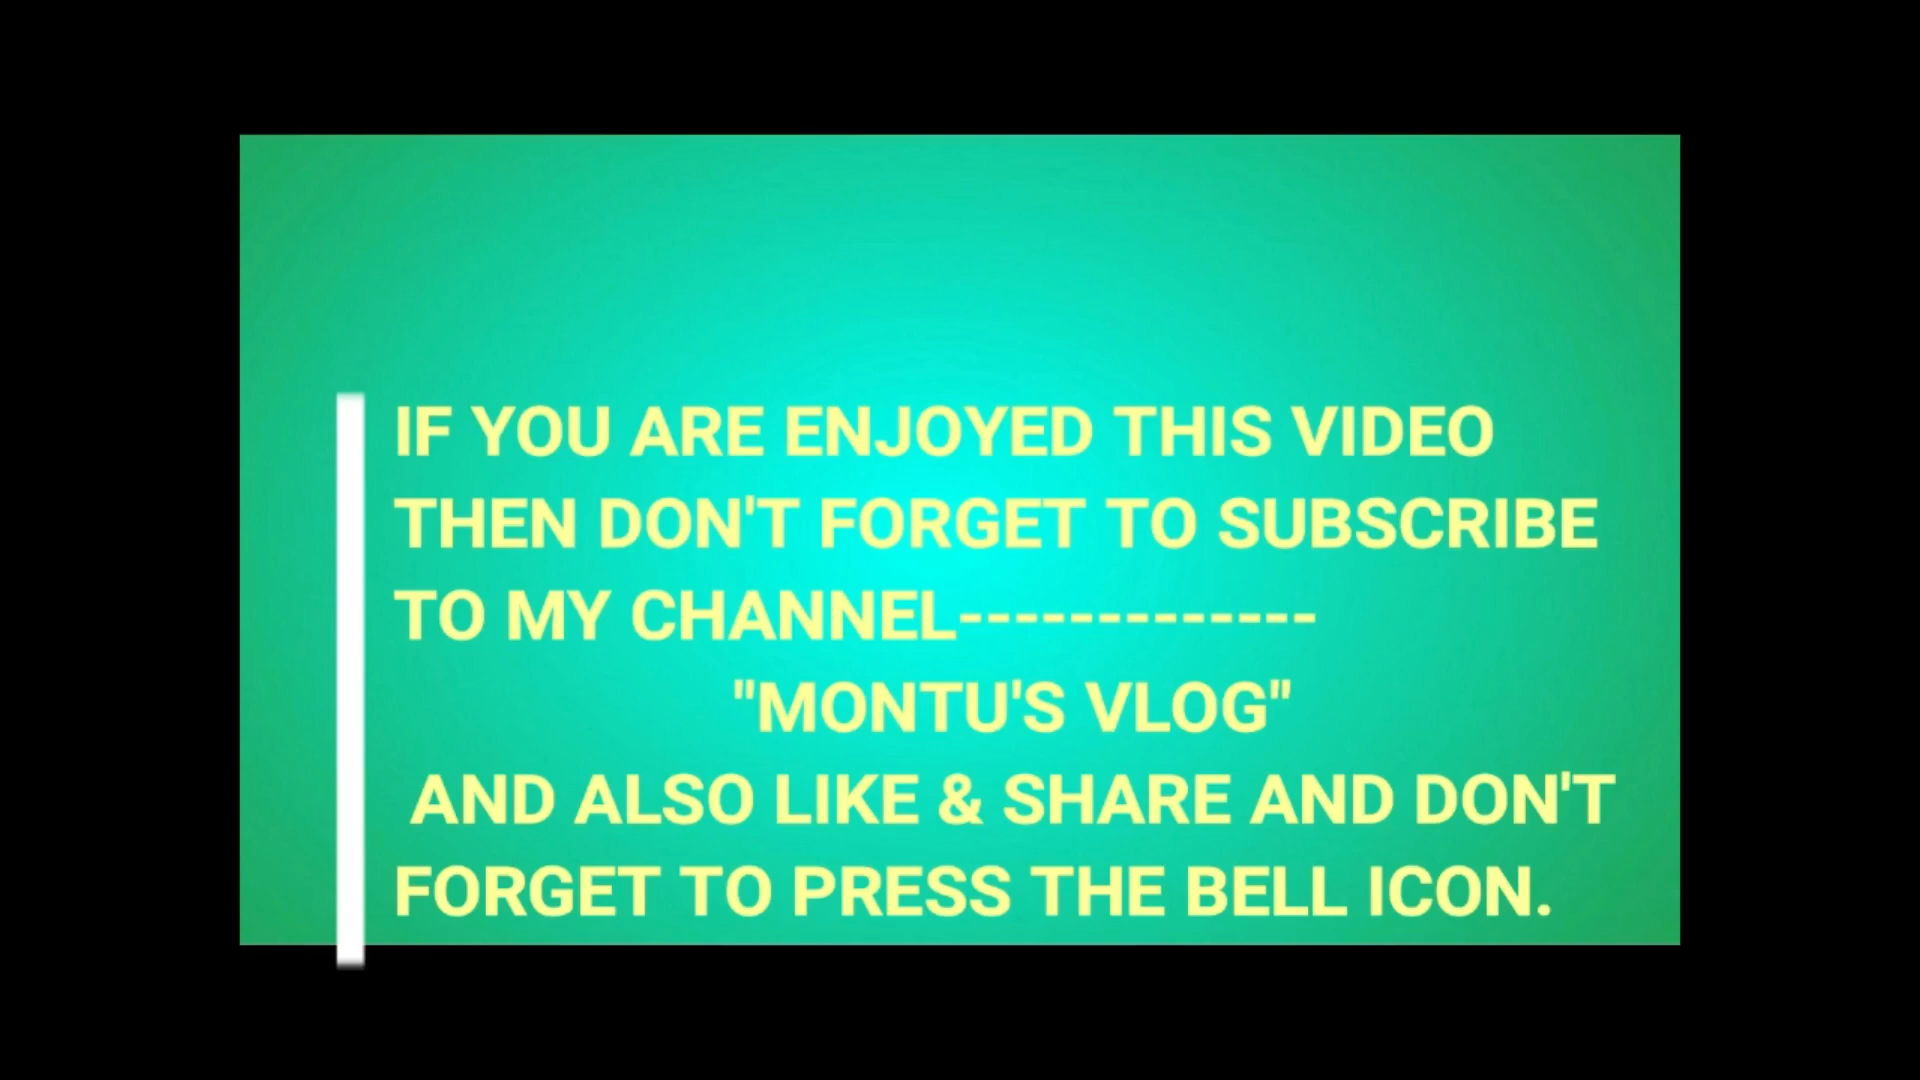 IF YOU ARE ENJOYED THIS VIDEO
THEN DON'T FORGET TO SUBSCRIBE
TO MY CHANNEL-------------
"MONTU'S VLOG"
AND ALSO LIKE & SHARE AND DON'T
FORGET TO PRESS THE BELL ICON.